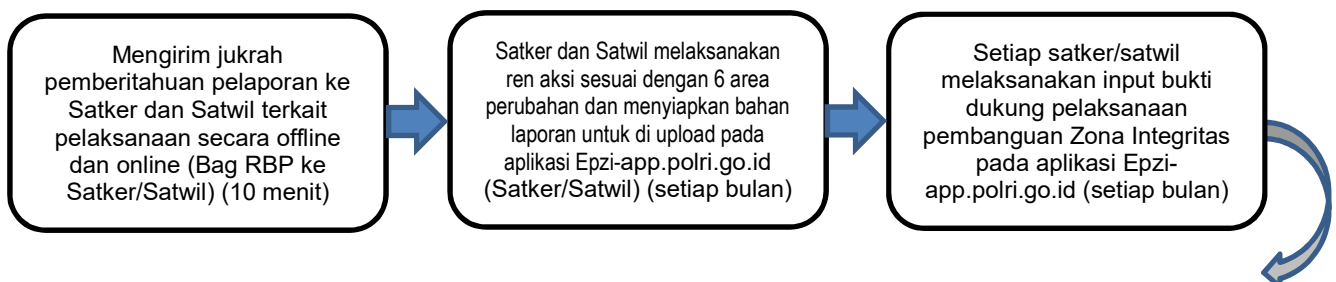 Mengirim jukrah
pemberitahuan pelaporan ke
Satker dan Satwil terkait
pelaksanaan secara offline
dan online (Bag RBP ke
Satker/Satwil) (10 menit)
Satker dan Satwil melaksanakan
ren aksi sesuai dengan 6 area
perubahan dan menyiapkan bahan
laporan untuk di upload pada
aplikasi Epzi-app.polri.go.id
(Satker/Satwil) (setiap bulan)
Setiap satker/satwil
melaksanakan input bukti
dukung pelaksanaan
pembanguan Zona Integritas
pada aplikasi Epzi-
app.polri.go.id (setiap bulan)